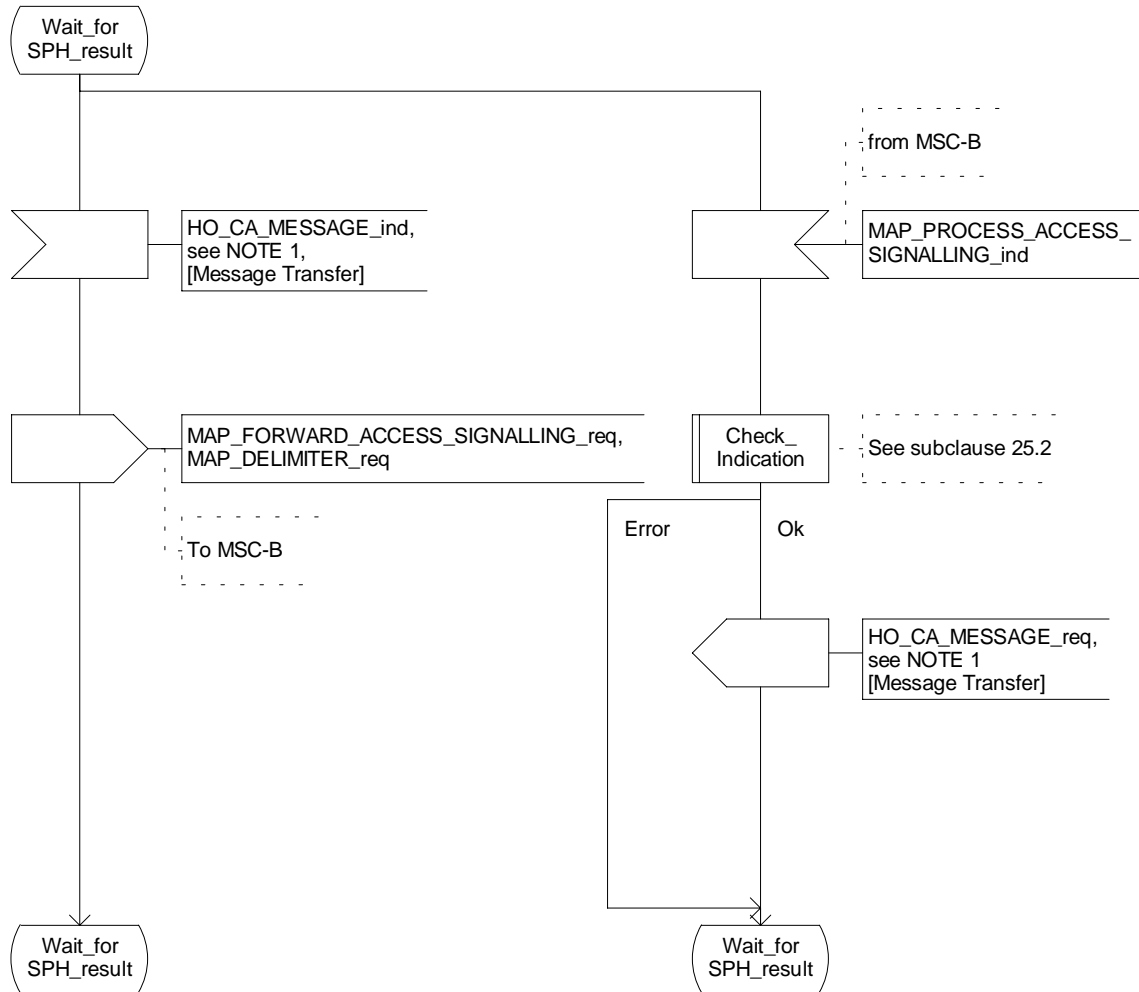 Wait_for
SPH_result
from MSC-B
HO_CA_MESSAGE_ind,
see NOTE 1,
[Message Transfer]
MAP_PROCESS_ACCESS_
SIGNALLING_ind
MAP_FORWARD_ACCESS_SIGNALLING_req,
MAP_DELIMITER_req
Check_
Indication
See subclause 25.2
To MSC-B
Error
Ok
HO_CA_MESSAGE_req,
see NOTE 1
[Message Transfer]
Wait_for
SPH_result
Wait_for
SPH_result